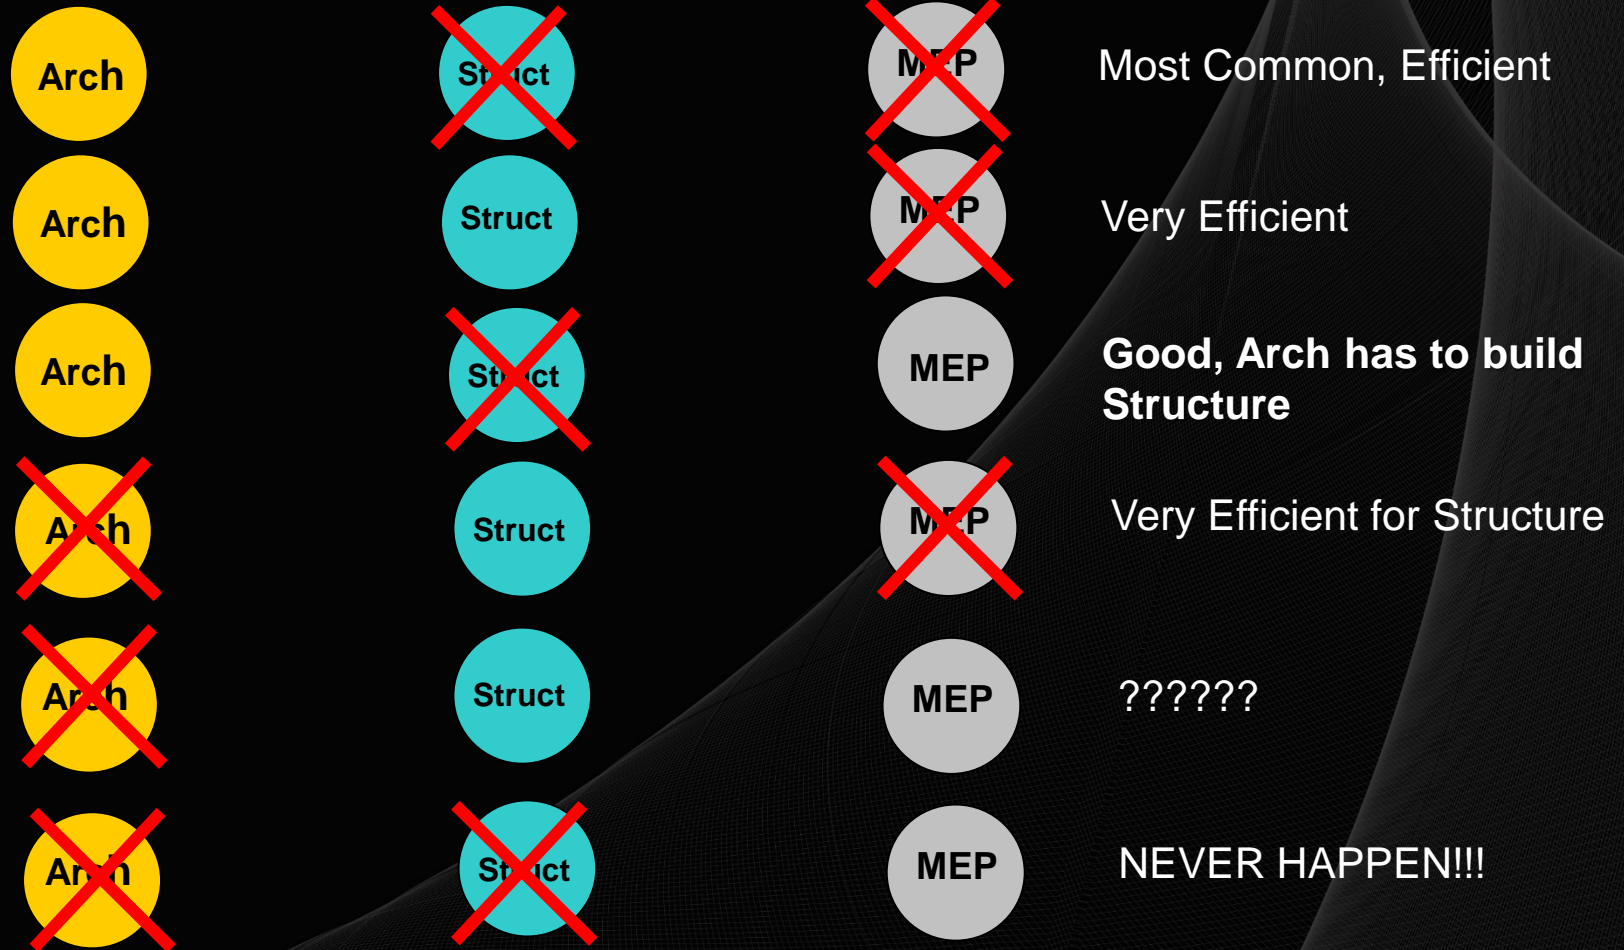 Arch Struct MEP Most Common, Efficient
Arch Struct MEP Very Efficient
Arch Struct MEP Good, Arch has to build
Structure
Arch Struct MEP Very Efficient for Structure
Arch Struct MEP ??????
Arch Struct MEP NEVER HAPPEN!!!